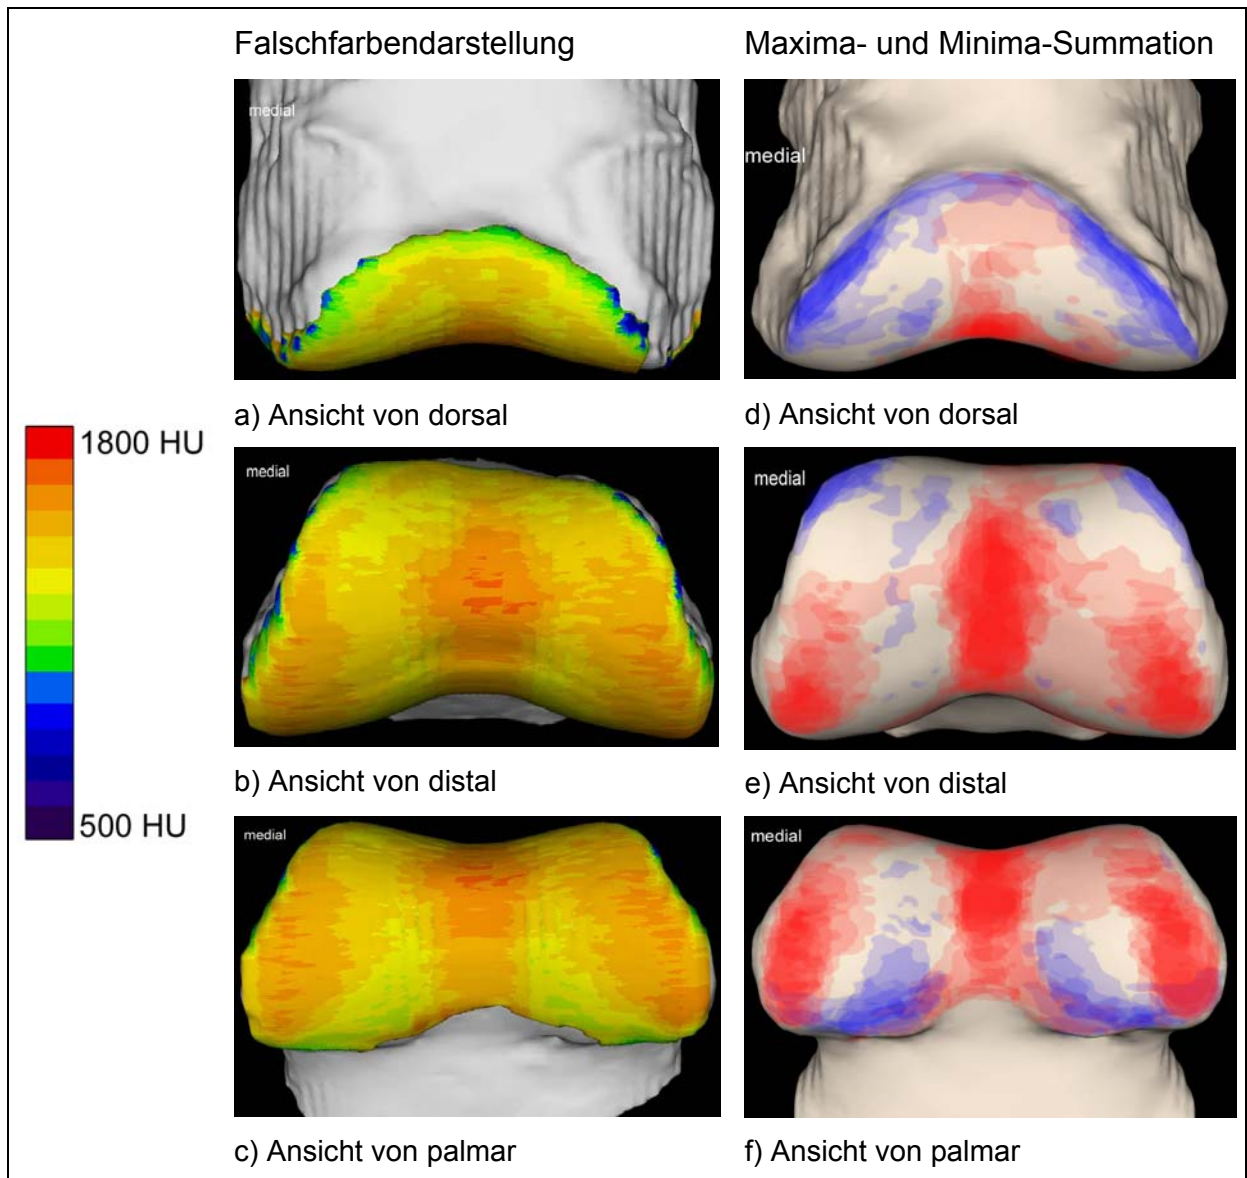 Falschfarbendarstellung
Maxima- und Minima-Summation
medial
medial
a) Ansicht von dorsal
d) Ansicht von dorsal
1800 HU
medial
medial
b) Ansicht von distal
e) Ansicht von distal
500 HU
medial
medial
c) Ansicht von palmar
f) Ansicht von palmar